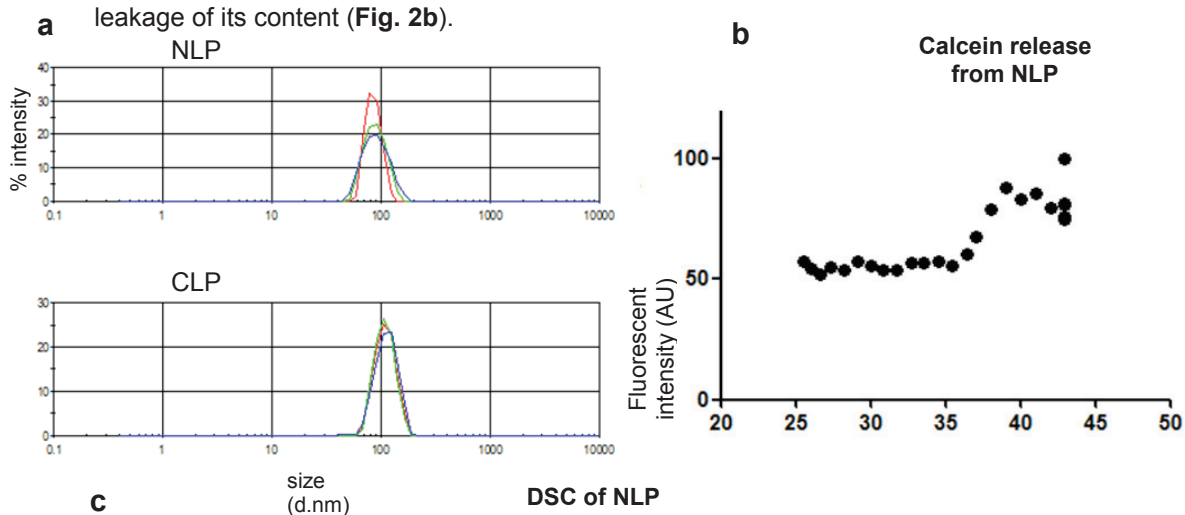 leakage of its content (Fig. 2b).
a
NLP
% intensity
40
30
20
10
0
0.1 1 10 100 1000 10000
CLP
30
20
10
0
0.1 1 10 100 1000 10000
size
(d.nm)
b
Calcein release
from NLP
Fluorescent
intensity (AU)
100
50
0
20 25 30 35 40 45 50
c
DSC of NLP